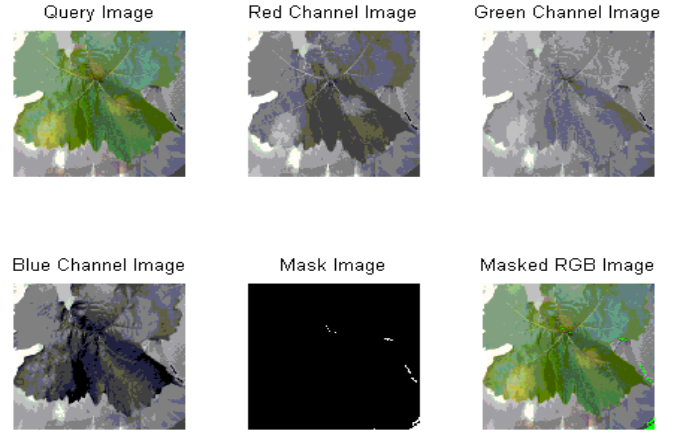 Query Image
Red Channel Image
Green Channel Image
Blue Channel Image
Mask Image
Masked RGB Image